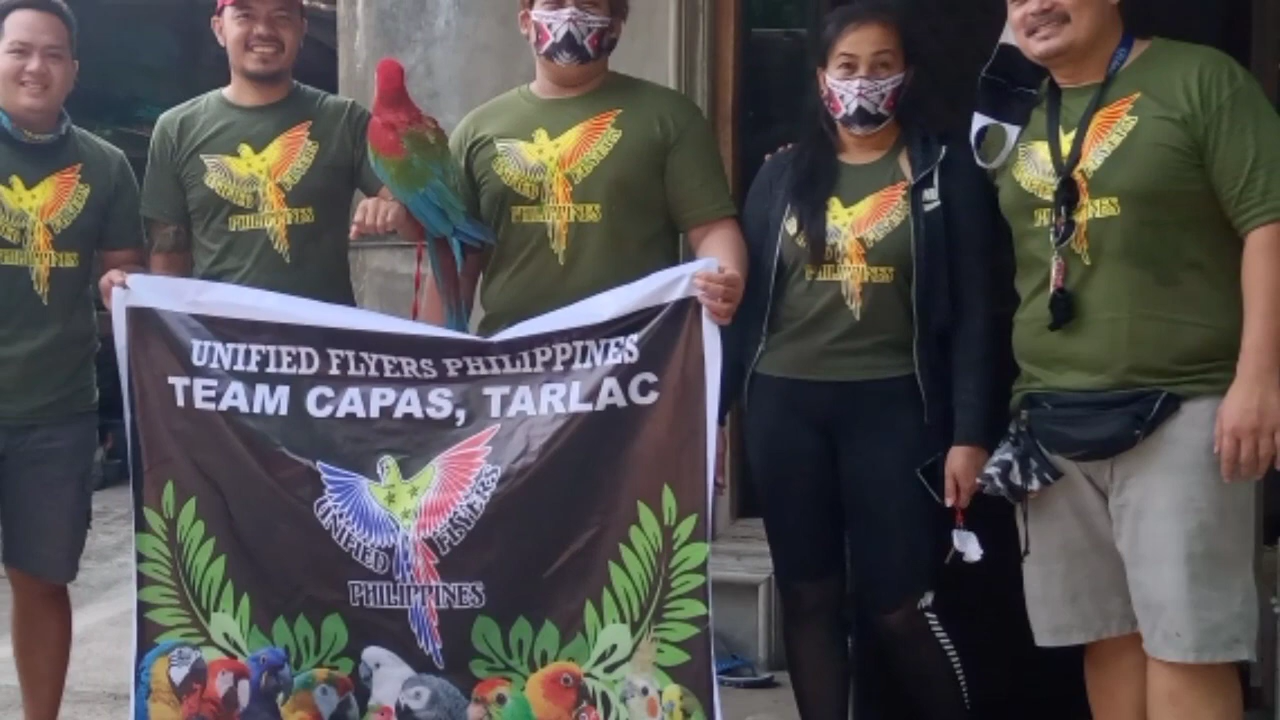 UNIFIED FLYERS PHILIPPINES
TEAM CAPAS, TARLAC
UNIFIED FLYERS
PHILIPPINES
PHILIPPINES
PHILIPPINES
PHILIPPINES
PHILIPPINES